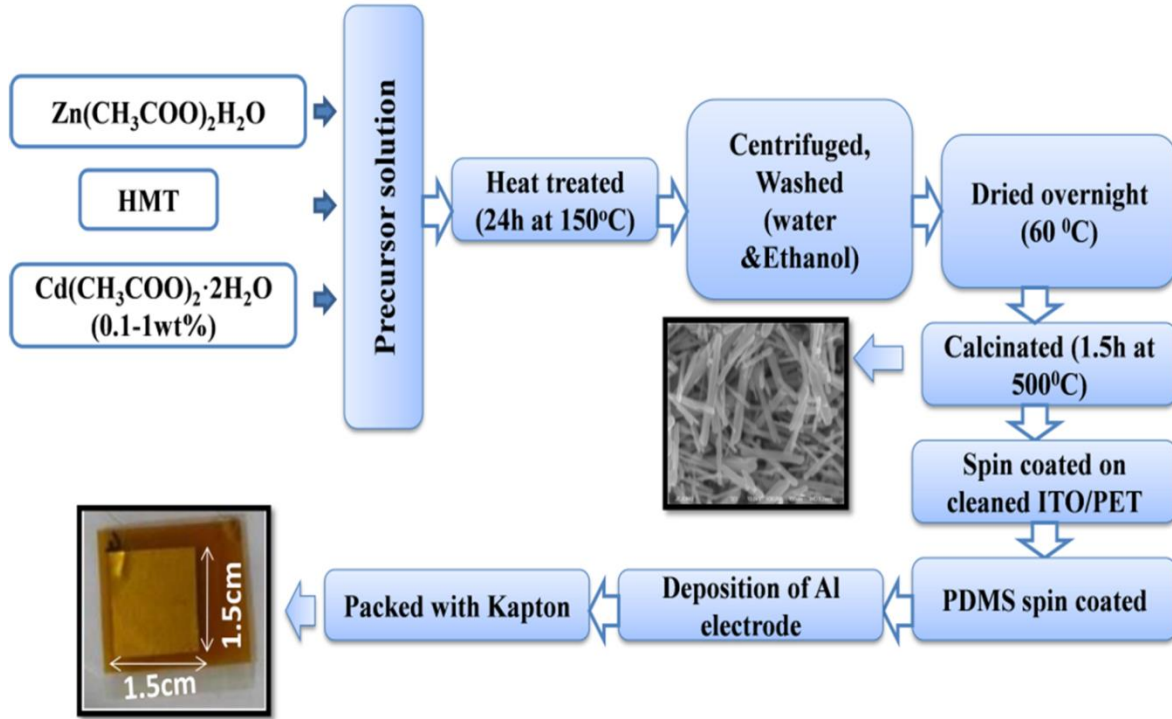 Zn(CH₃COO)₂H₂O
HMT
Cd(CH₃COO)₂·2H₂O
(0.1-1wt%)
Precursor solution
Heat treated
(24h at 150ᵒC)
Centrifuged,
Washed
(water
&Ethanol)
Dried overnight
(60 ⁰C)
Calcinated (1.5h at
500⁰C)
Spin coated on
cleaned ITO/PET
PDMS spin coated
Deposition of Al
electrode
Packed with Kapton
1.5cm
1.5cm